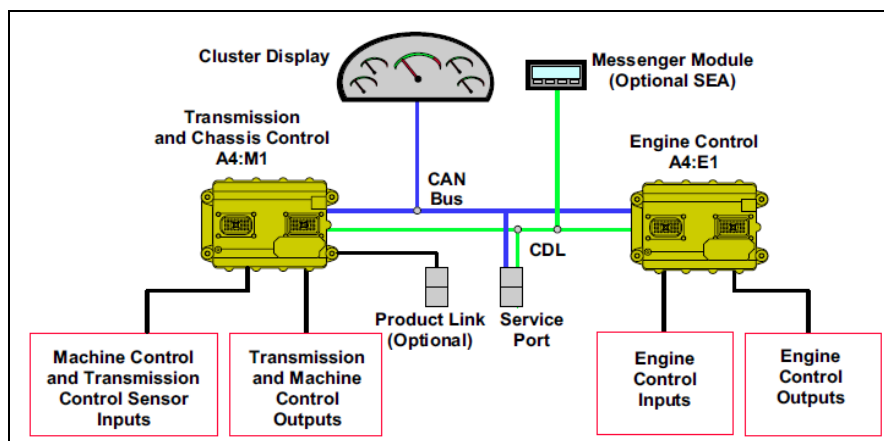 Cluster Display
Messenger Module
(Optional SEA)
Transmission
and Chassis Control
A4:M1
Engine Control
A4:E1
CAN
Bus
CDL
Product Link
(Optional)
Service
Port
Machine Control
and Transmission
Control Sensor
Inputs
Transmission
and Machine
Control
Outputs
Engine
Control
Inputs
Engine
Control
Outputs